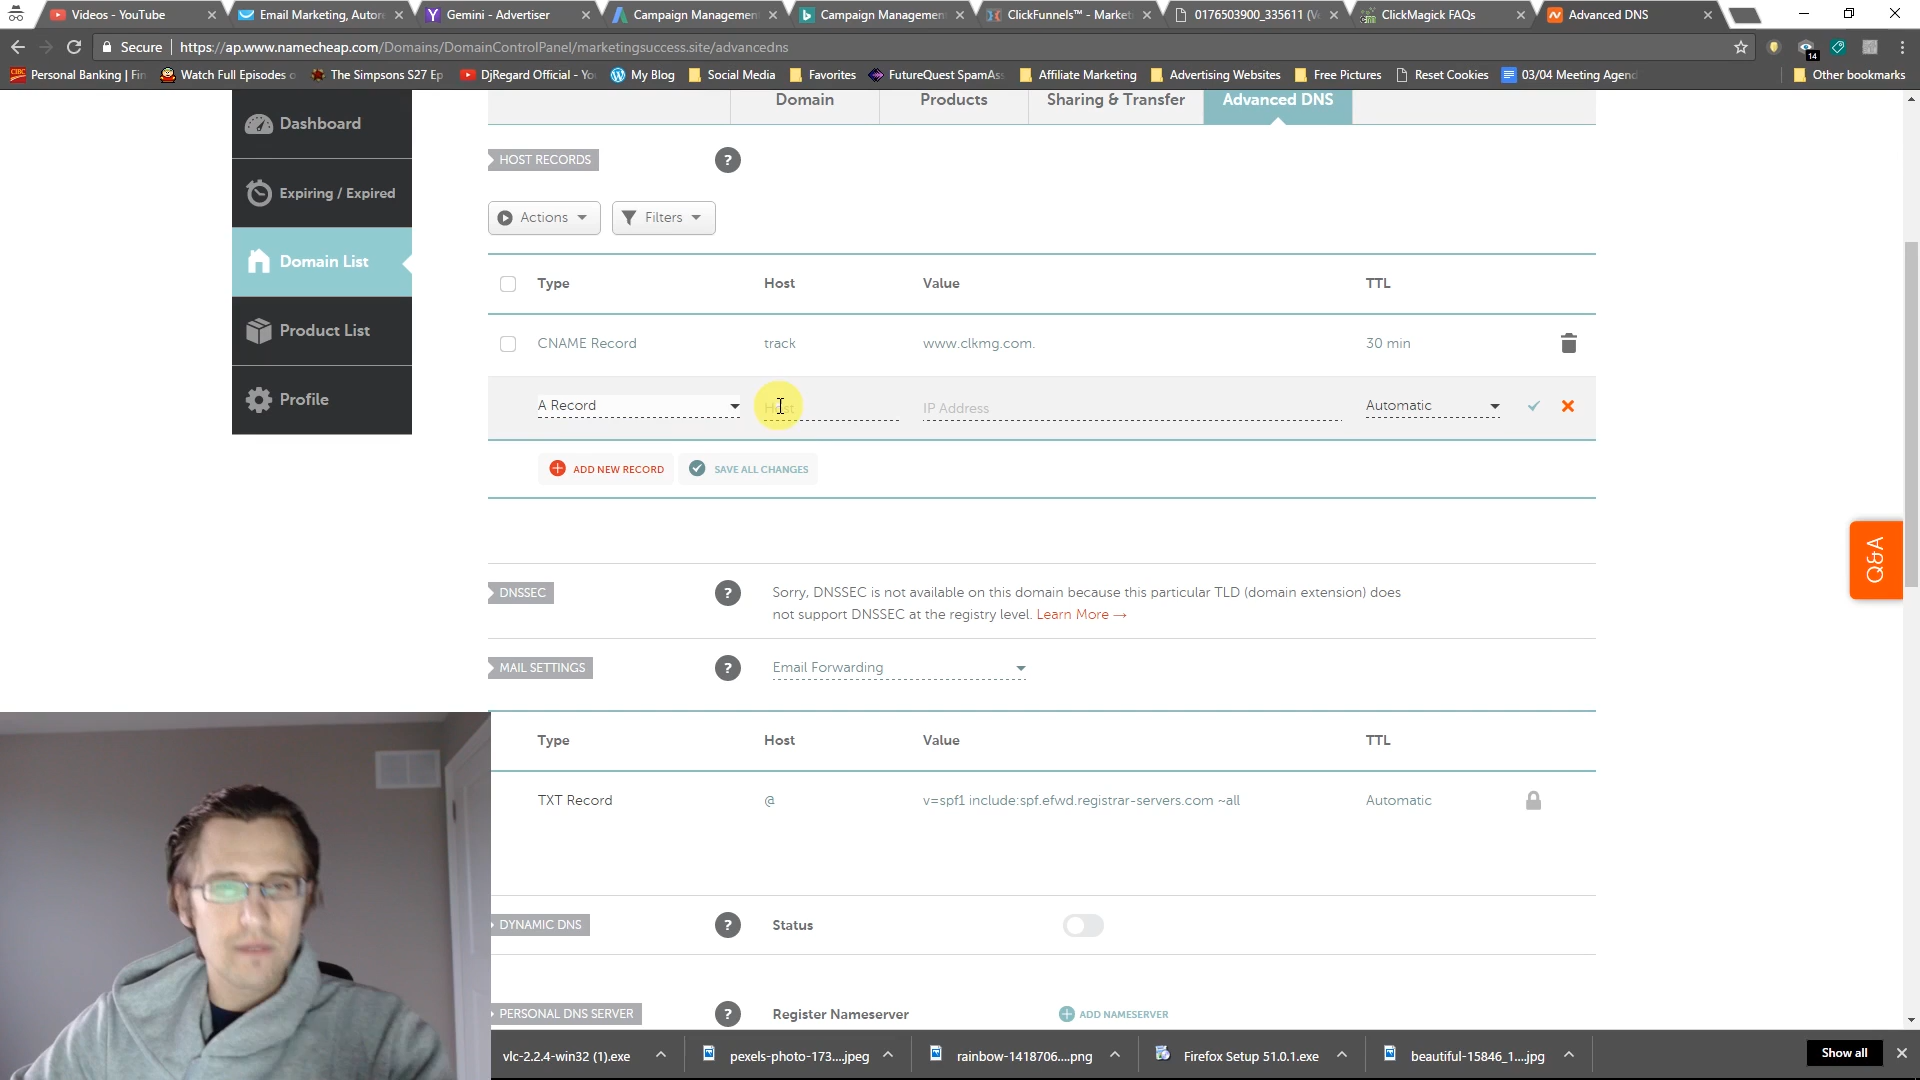 Videos - YouTube
Email Marketing, Autore
Gemini - Advertiser
Campaign Management
Campaign Management
ClickFunnels™ - Market
0176503900_335611 (V
ClickMagick FAQs
Advanced DNS
Secure
https://ap.www.namecheap.com/Domains/DomainControlPanel/marketingsuccess.site/advancedns
14
Personal Banking | Fin
Watch Full Episodes o
The Simpsons S27 Ep
DjRegard Official - Yo
My Blog
Social Media
Favorites
FutureQuest SpamAss
Affiliate Marketing
Advertising Websites
Free Pictures
Reset Cookies
03/04 Meeting Agend
Other bookmarks
Dashboard
Expiring / Expired
Domain List
Product List
Profile
Domain
Products
Sharing & Transfer
Advanced DNS
HOST RECORDS
?
Actions
Filters
Type
Host
Value
TTL
CNAME Record
track
www.clkmg.com.
30 min
A Record
Host
IP Address
Automatic
ADD NEW RECORD
SAVE ALL CHANGES
DNSSEC
?
Sorry, DNSSEC is not available on this domain because this particular TLD (domain extension) does
not support DNSSEC at the registry level. Learn More →
MAIL SETTINGS
?
Email Forwarding
Type
Host
Value
TTL
TXT Record
@
v=spf1 include:spf.efwd.registrar-servers.com ~all
Automatic
DYNAMIC DNS
?
Status
PERSONAL DNS SERVER
?
Register Nameserver
ADD NAMESERVER
Q&A
vlc-2.2.4-win32 (1).exe
pexels-photo-173....jpeg
rainbow-1418706....png
Firefox Setup 51.0.1.exe
beautiful-15846_1....jpg
Show all